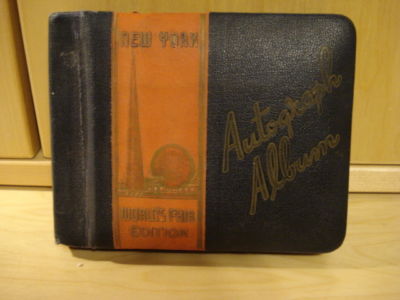 NEW YORK
WORLD'S FAIR
EDITION
Autograph
Album